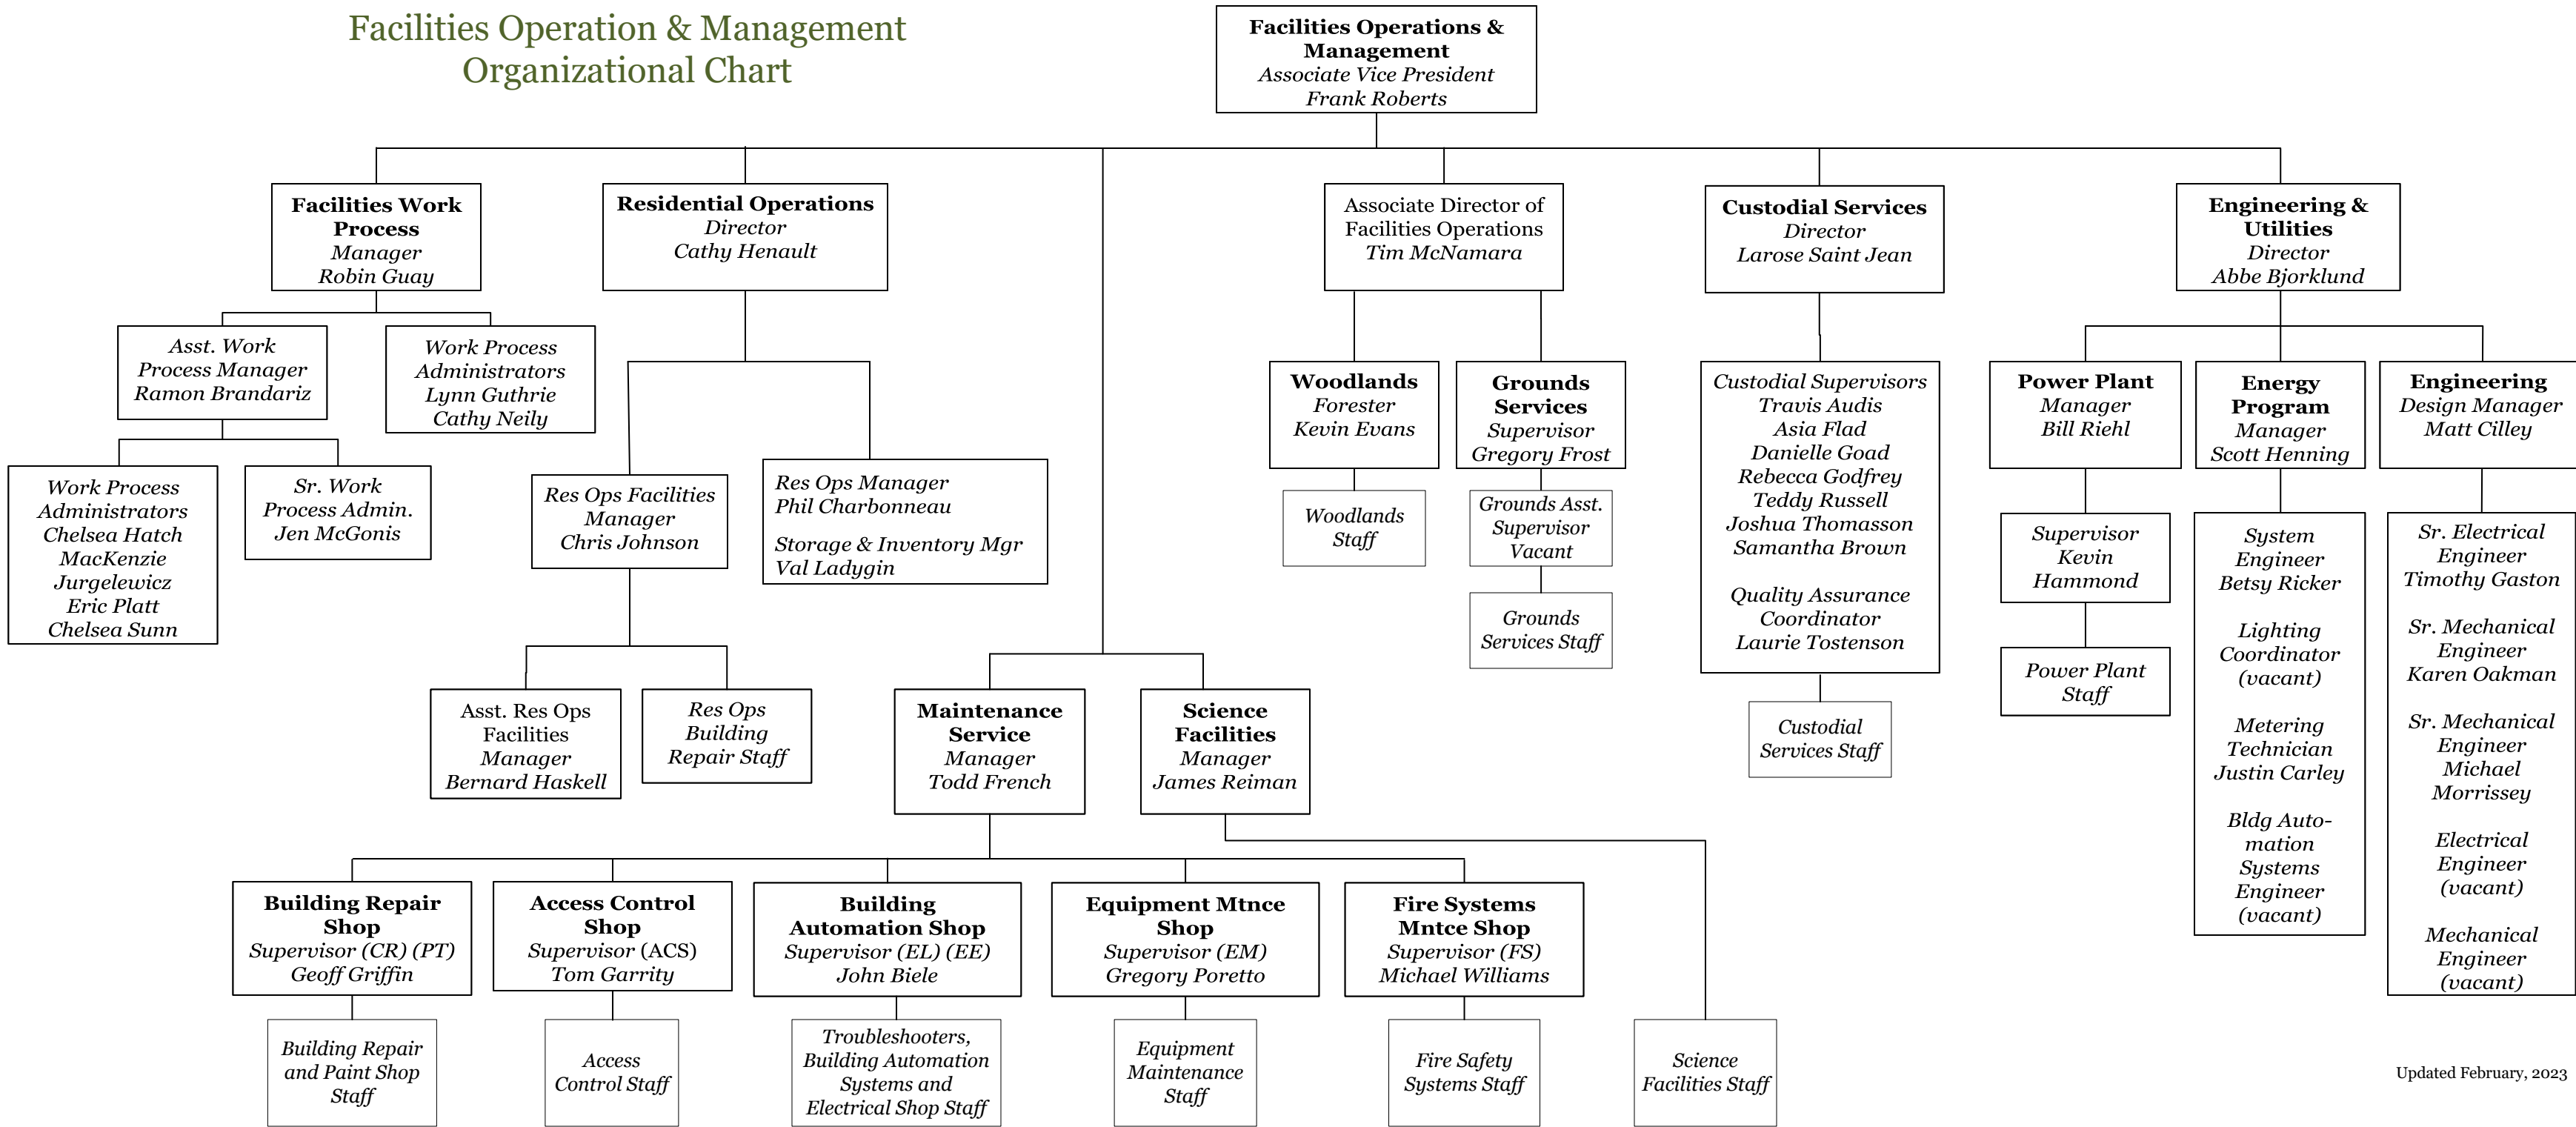 Facilities Operation & Management
Organizational Chart
Facilities Operations &
Management
Associate Vice President
Frank Roberts
Facilities Work
Process
Manager
Robin Guay
Residential Operations
Director
Cathy Henault
Associate Director of
Facilities Operations
Tim McNamara
Custodial Services
Director
Larose Saint Jean
Engineering &
Utilities
Director
Abbe Bjorklund
Asst. Work
Process Manager
Ramon Brandariz
Work Process
Administrators
Lynn Guthrie
Cathy Neily
Work Process
Administrators
Chelsea Hatch
MacKenzie
Jurgelewicz
Eric Platt
Chelsea Sunn
Sr. Work
Process Admin.
Jen McGonis
Res Ops Facilities
Manager
Chris Johnson
Res Ops Manager
Phil Charbonneau
Storage & Inventory Mgr
Val Ladygin
Asst. Res Ops
Facilities
Manager
Bernard Haskell
Res Ops
Building
Repair Staff
Woodlands
Forester
Kevin Evans
Woodlands
Staff
Grounds
Services
Supervisor
Gregory Frost
Grounds Asst.
Supervisor
Vacant
Grounds
Services Staff
Custodial Supervisors
Travis Audis
Asia Flad
Danielle Goad
Rebecca Godfrey
Teddy Russell
Joshua Thomasson
Samantha Brown
Quality Assurance
Coordinator
Laurie Tostenson
Custodial
Services Staff
Power Plant
Manager
Bill Riehl
Supervisor
Kevin
Hammond
Power Plant
Staff
Energy
Program
Manager
Scott Henning
System
Engineer
Betsy Ricker
Lighting
Coordinator
(vacant)
Metering
Technician
Justin Carley
Bldg Auto-
mation
Systems
Engineer
(vacant)
Engineering
Design Manager
Matt Cilley
Sr. Electrical
Engineer
Timothy Gaston
Sr. Mechanical
Engineer
Karen Oakman
Sr. Mechanical
Engineer
Michael
Morrissey
Electrical
Engineer
(vacant)
Mechanical
Engineer
(vacant)
Maintenance
Service
Manager
Todd French
Science
Facilities
Manager
James Reiman
Building Repair
Shop
Supervisor (CR) (PT)
Geoff Griffin
Access Control
Shop
Supervisor (ACS)
Tom Garrity
Building
Automation Shop
Supervisor (EL) (EE)
John Biele
Equipment Mtnce
Shop
Supervisor (EM)
Gregory Poretto
Fire Systems
Mntce Shop
Supervisor (FS)
Michael Williams
Building Repair
and Paint Shop
Staff
Access
Control Staff
Troubleshooters,
Building Automation
Systems and
Electrical Shop Staff
Equipment
Maintenance
Staff
Fire Safety
Systems Staff
Science
Facilities Staff
Updated February, 2023